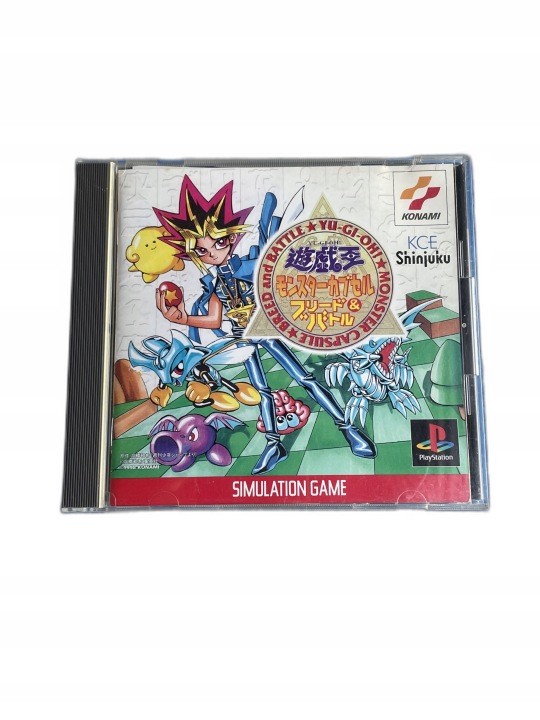 KONAMI
KCE
Shinjuku
YU-GI-OH!
遊戯王
モンスターカプセル
ブリード&
バトル
★YU-GI-OH!★MONSTER CAPSULE★BREED and BATTLE
PlayStation
SIMULATION GAME